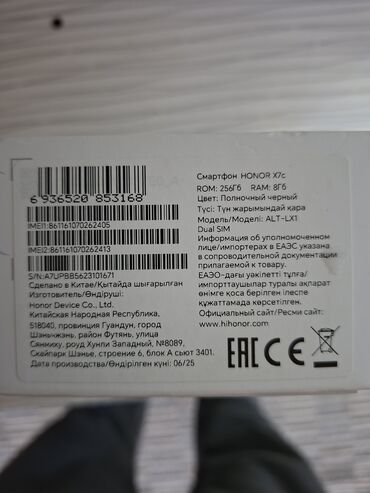 6 936520 853168
IMEI1:861161070262405
IMEI2:861161070262413
S/N:A7UPBB5623101671
Сделано в Китае/Қытайда шығарылған
Изготовитель/Өндіруші:
Honor Device Co., Ltd.
Китайская Народная Республика,
518040, провинция Гуандун, город
Шэньчжэнь, район Футянь, улица
Сянмиху, роуд Хунли Западный, №8089,
Скайпарк Шэнье, строение 6, блок А сьют 3401.
Дата производства/Өндірілген күні: 06/25
Смартфон HONOR X7c
ROM: 256Гб RAM: 8Гб
Цвет: Полночный черный
Түсі: Түн жарымындай қара
Модель/Моделі: ALT-LX1
Dual SIM
Информация об уполномоченном
лице/импортерах в ЕАЭС указана
в сопроводительной документации
прилагаемой к товару.
ЕАЭО-дағы уәкілетті тұлға/
импорттаушылар туралы ақпарат
өнімге қоса берілген ілеспе
құжаттамада көрсетілген.
Официальный сайт/Ресми сайт:
www.hihonor.com
EAC CE